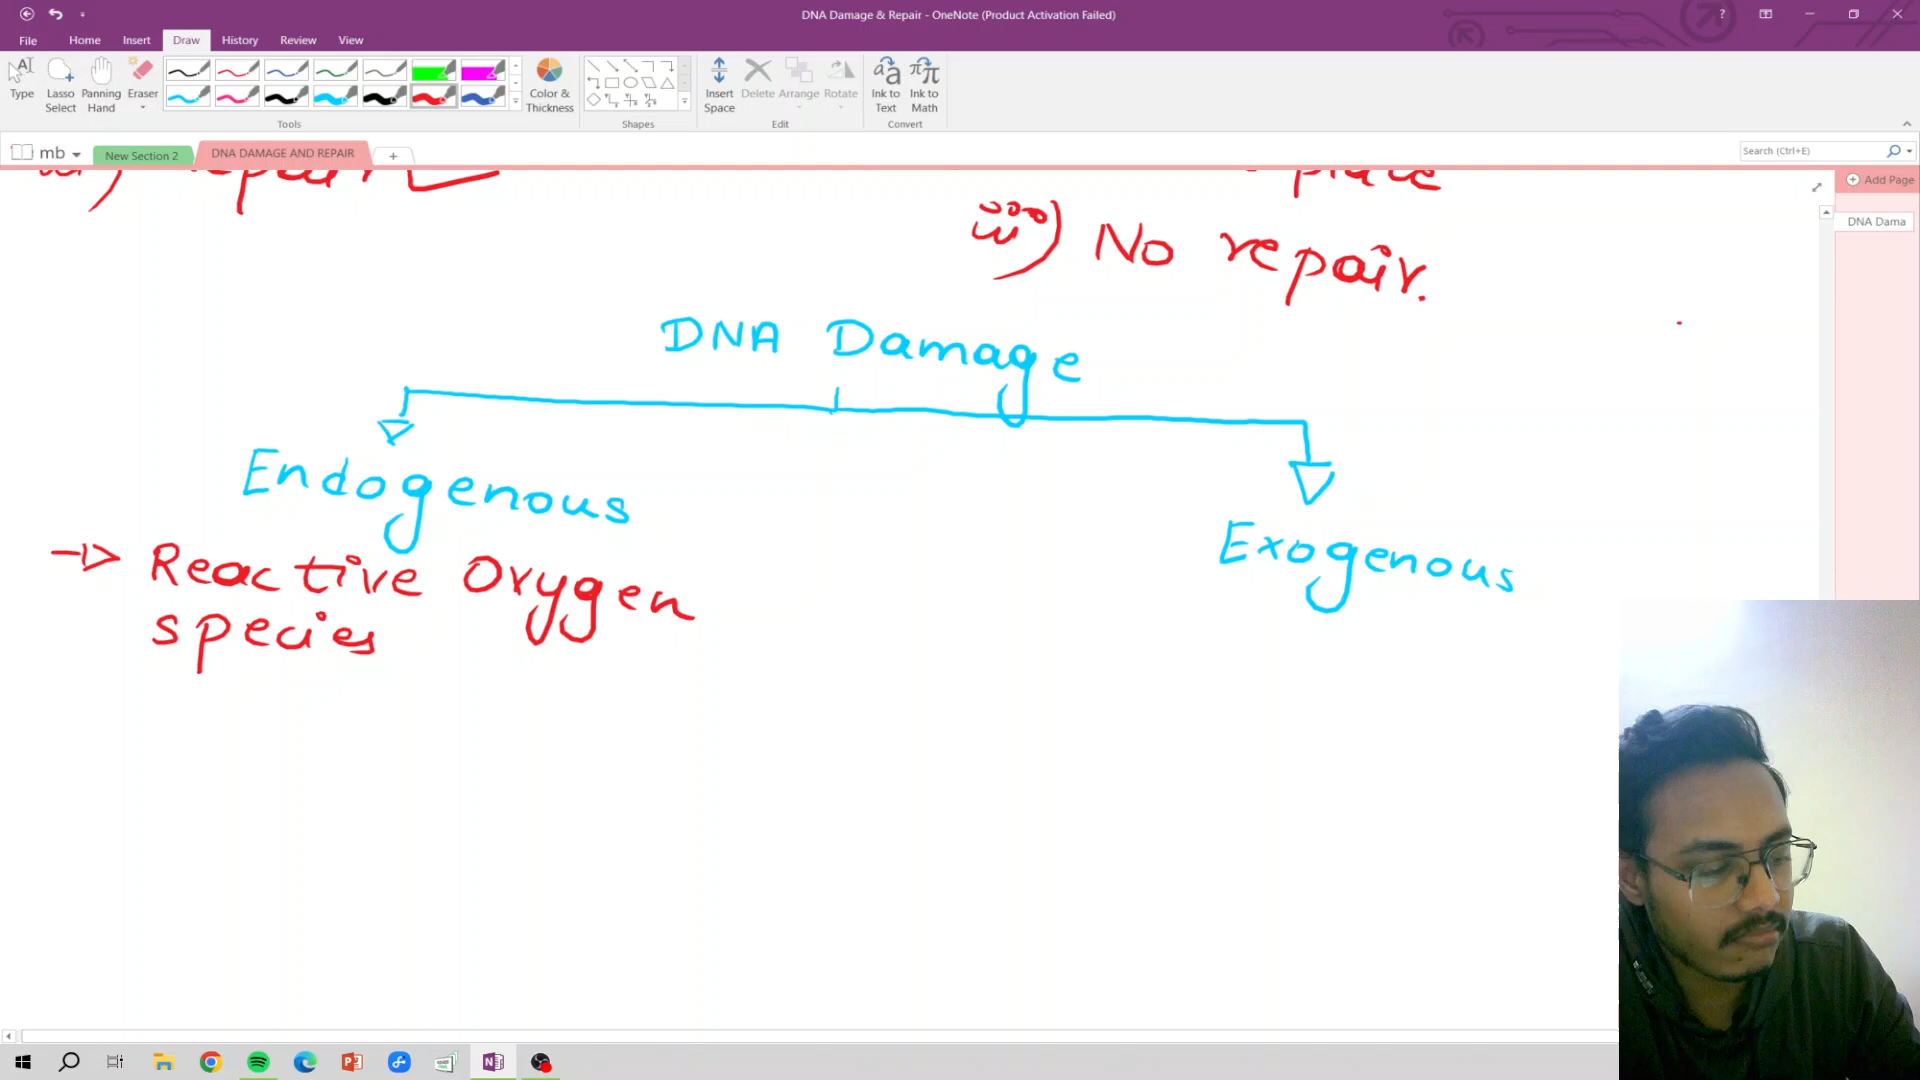 DNA Damage & Repair - OneNote (Product Activation Failed)
?
File Home Insert Draw History Review View
Type
Lasso Select
Panning Hand
Eraser
Color & Thickness
Insert Space
Delete Arrange Rotate
Ink to Text
Ink to Math
Tools Shapes Edit Convert
mb New Section 2 DNA DAMAGE AND REPAIR +
Search (Ctrl+E)
Add Page
DNA Dama
repair
place
iii) No repair.
DNA Damage
Endogenous
Exogenous
Reactive Oxygen
species